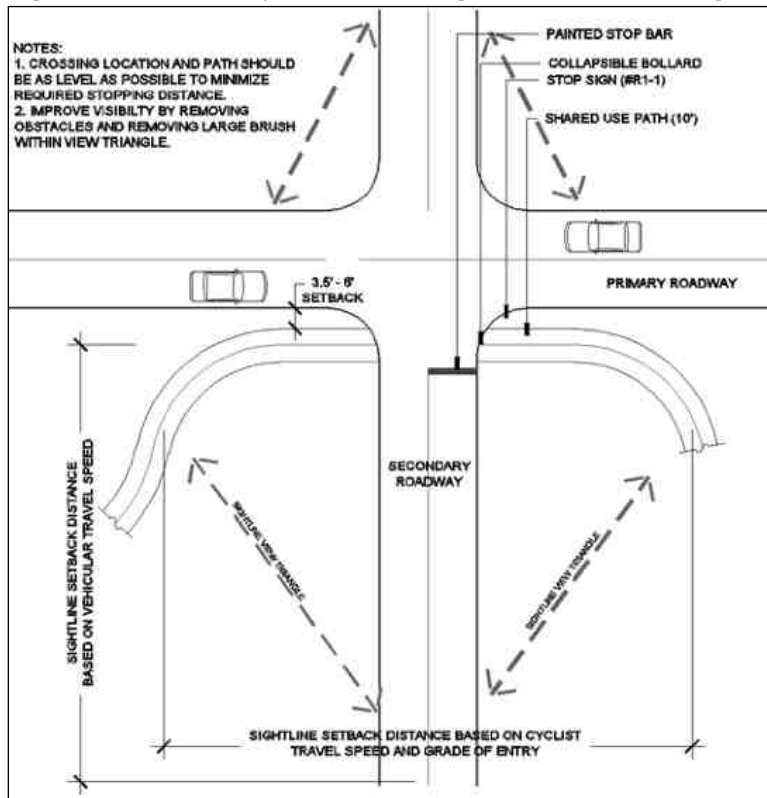 NOTES:
1. CROSSING LOCATION AND PATH SHOULD
BE AS LEVEL AS POSSIBLE TO MINIMIZE
REQUIRED STOPPING DISTANCE.
2. IMPROVE VISIBILTY BY REMOVING
OBSTACLES AND REMOVING LARGE BRUSH
WITHIN VIEW TRIANGLE.
PAINTED STOP BAR
COLLAPSIBLE BOLLARD
STOP SIGN (#R1-1)
SHARED USE PATH (10')
3.5' - 6'
SETBACK
PRIMARY ROADWAY
SECONDARY
ROADWAY
SIGHTLINE SETBACK DISTANCE
BASED ON VEHICULAR TRAVEL SPEED
SIGHTLINE VIEW TRIANGLE
SIGHTLINE VIEW TRIANGLE
SIGHTLINE SETBACK DISTANCE BASED ON CYCLIST
TRAVEL SPEED AND GRADE OF ENTRY